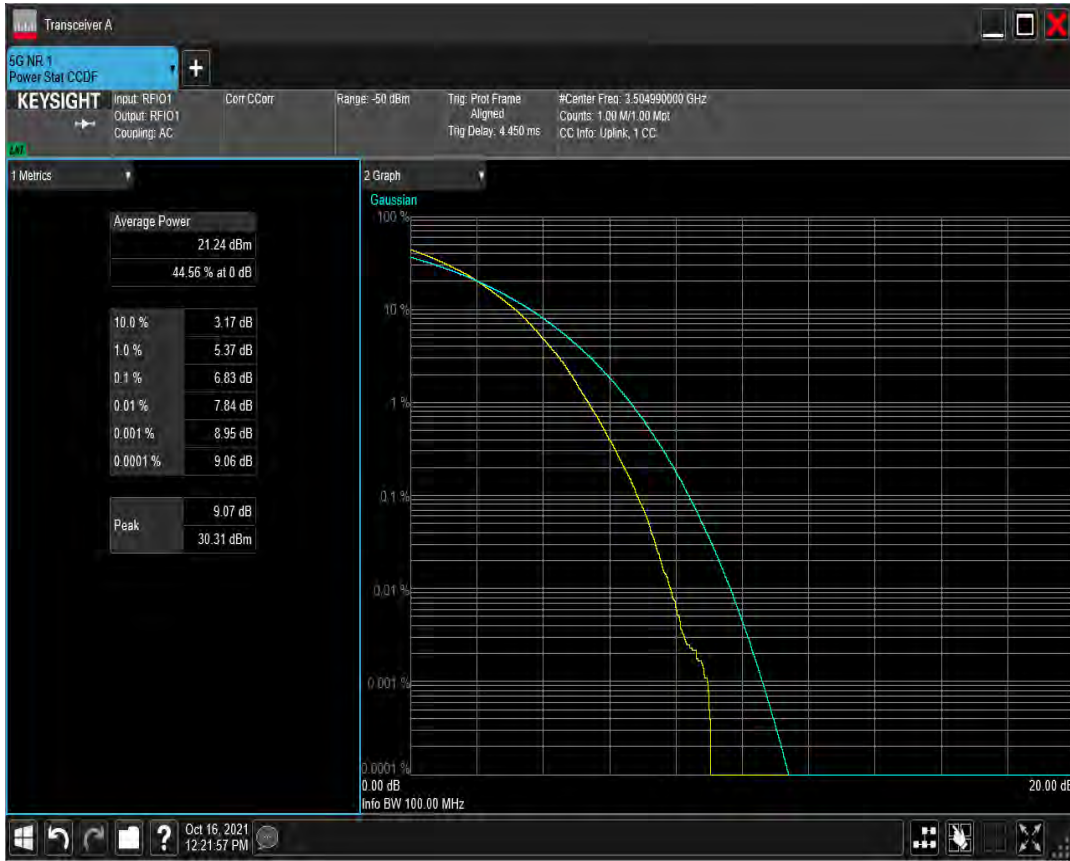 Transceiver A
5G NR 1
Power Stat CCDF
+
KEYSIGHT
Input: RFIO1
Output: RFIO1
Coupling: AC
Corr CCorr
Range: -50 dBm
Trig: Prot Frame
Aligned
Trig Delay: 4.450 ms
#Center Freq: 3.504990000 GHz
Counts: 1.00 M/1.00 Mpt
CC Info: Uplink, 1 CC
1 Metrics
Average Power
21.24 dBm
44.56 % at 0 dB
10.0 % 3.17 dB
1.0 % 5.37 dB
0.1 % 6.83 dB
0.01 % 7.84 dB
0.001 % 8.95 dB
0.0001 % 9.06 dB
Peak
9.07 dB
30.31 dBm
2 Graph
Gaussian
100 %
10 %
1 %
0.1 %
0.01 %
0.001 %
0.0001 %
0.00 dB
20.00 dB
Info BW 100.00 MHz
?
Oct 16, 2021
12:21:57 PM